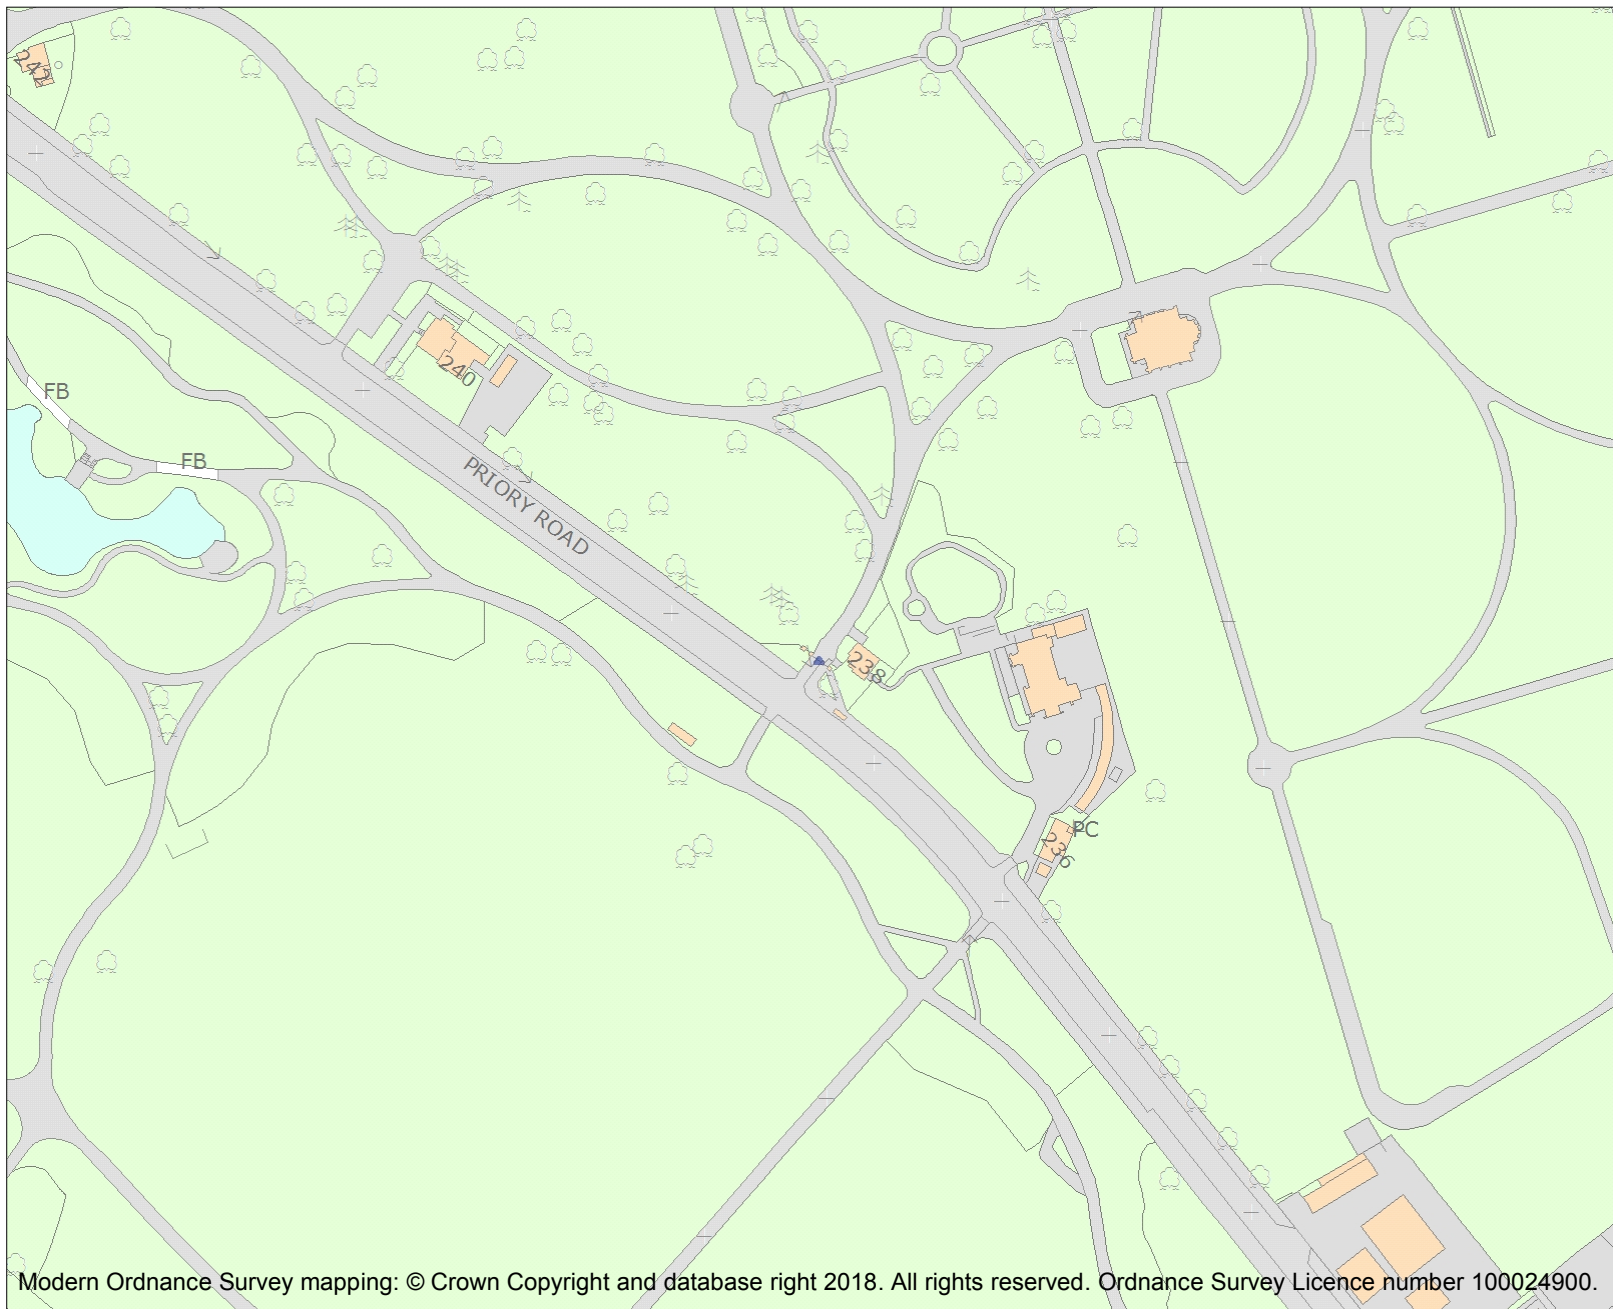 242
240
FB
FB
PRIORY ROAD
238
PC
236
Modern Ordnance Survey mapping: © Crown Copyright and database right 2018. All rights reserved. Ordnance Survey Licence number 100024900.